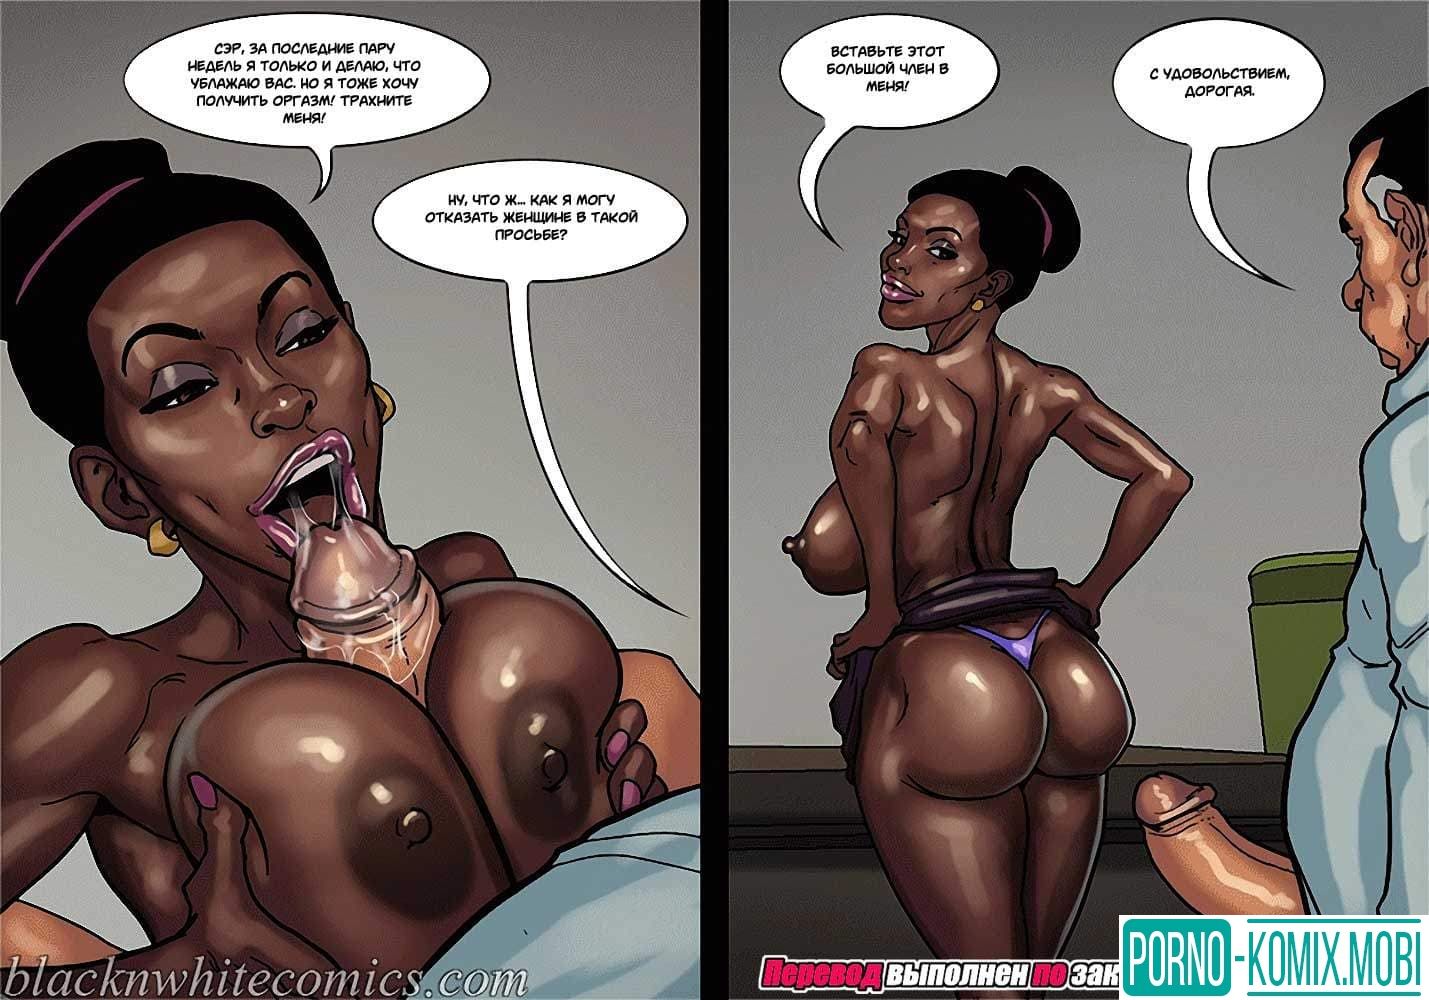 СЭР, ЗА ПОСЛЕДНИЕ ПАРУ
НЕДЕЛЬ Я ТОЛЬКО И ДЕЛАЮ, ЧТО
УБЛАЖАЮ ВАС. НО Я ТОЖЕ ХОЧУ
ПОЛУЧИТЬ ОРГАЗМ! ТРАХНИТЕ
МЕНЯ!
НУ, ЧТО Ж... КАК Я МОГУ
ОТКАЗАТЬ ЖЕНЩИНЕ В ТАКОЙ
ПРОСЬБЕ?
ВСТАВЬТЕ ЭТОТ
БОЛЬШОЙ ЧЛЕН В
МЕНЯ!
С УДОВОЛЬСТВИЕМ,
ДОРОГАЯ.
blacknwhitecomics.com
Перевод выполнен по зак
PORNO-KOMIX.MOBI